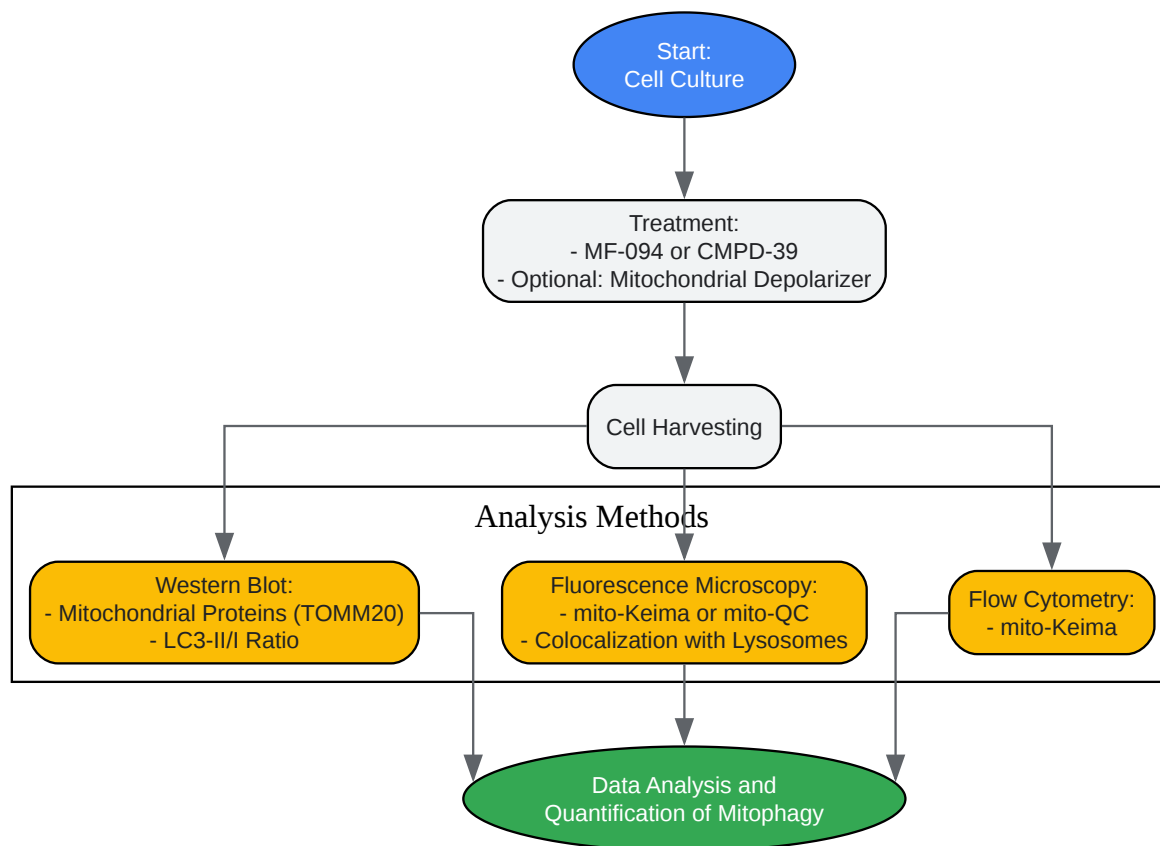 Start:
Cell Culture
Treatment:
- MF-094 or CMPD-39
- Optional: Mitochondrial Depolarizer
Cell Harvesting
Analysis Methods
Western Blot:
- Mitochondrial Proteins (TOMM20)
- LC3-II/I Ratio
Fluorescence Microscopy:
- mito-Keima or mito-QC
- Colocalization with Lysosomes
Flow Cytometry:
- mito-Keima
Data Analysis and
Quantification of Mitophagy